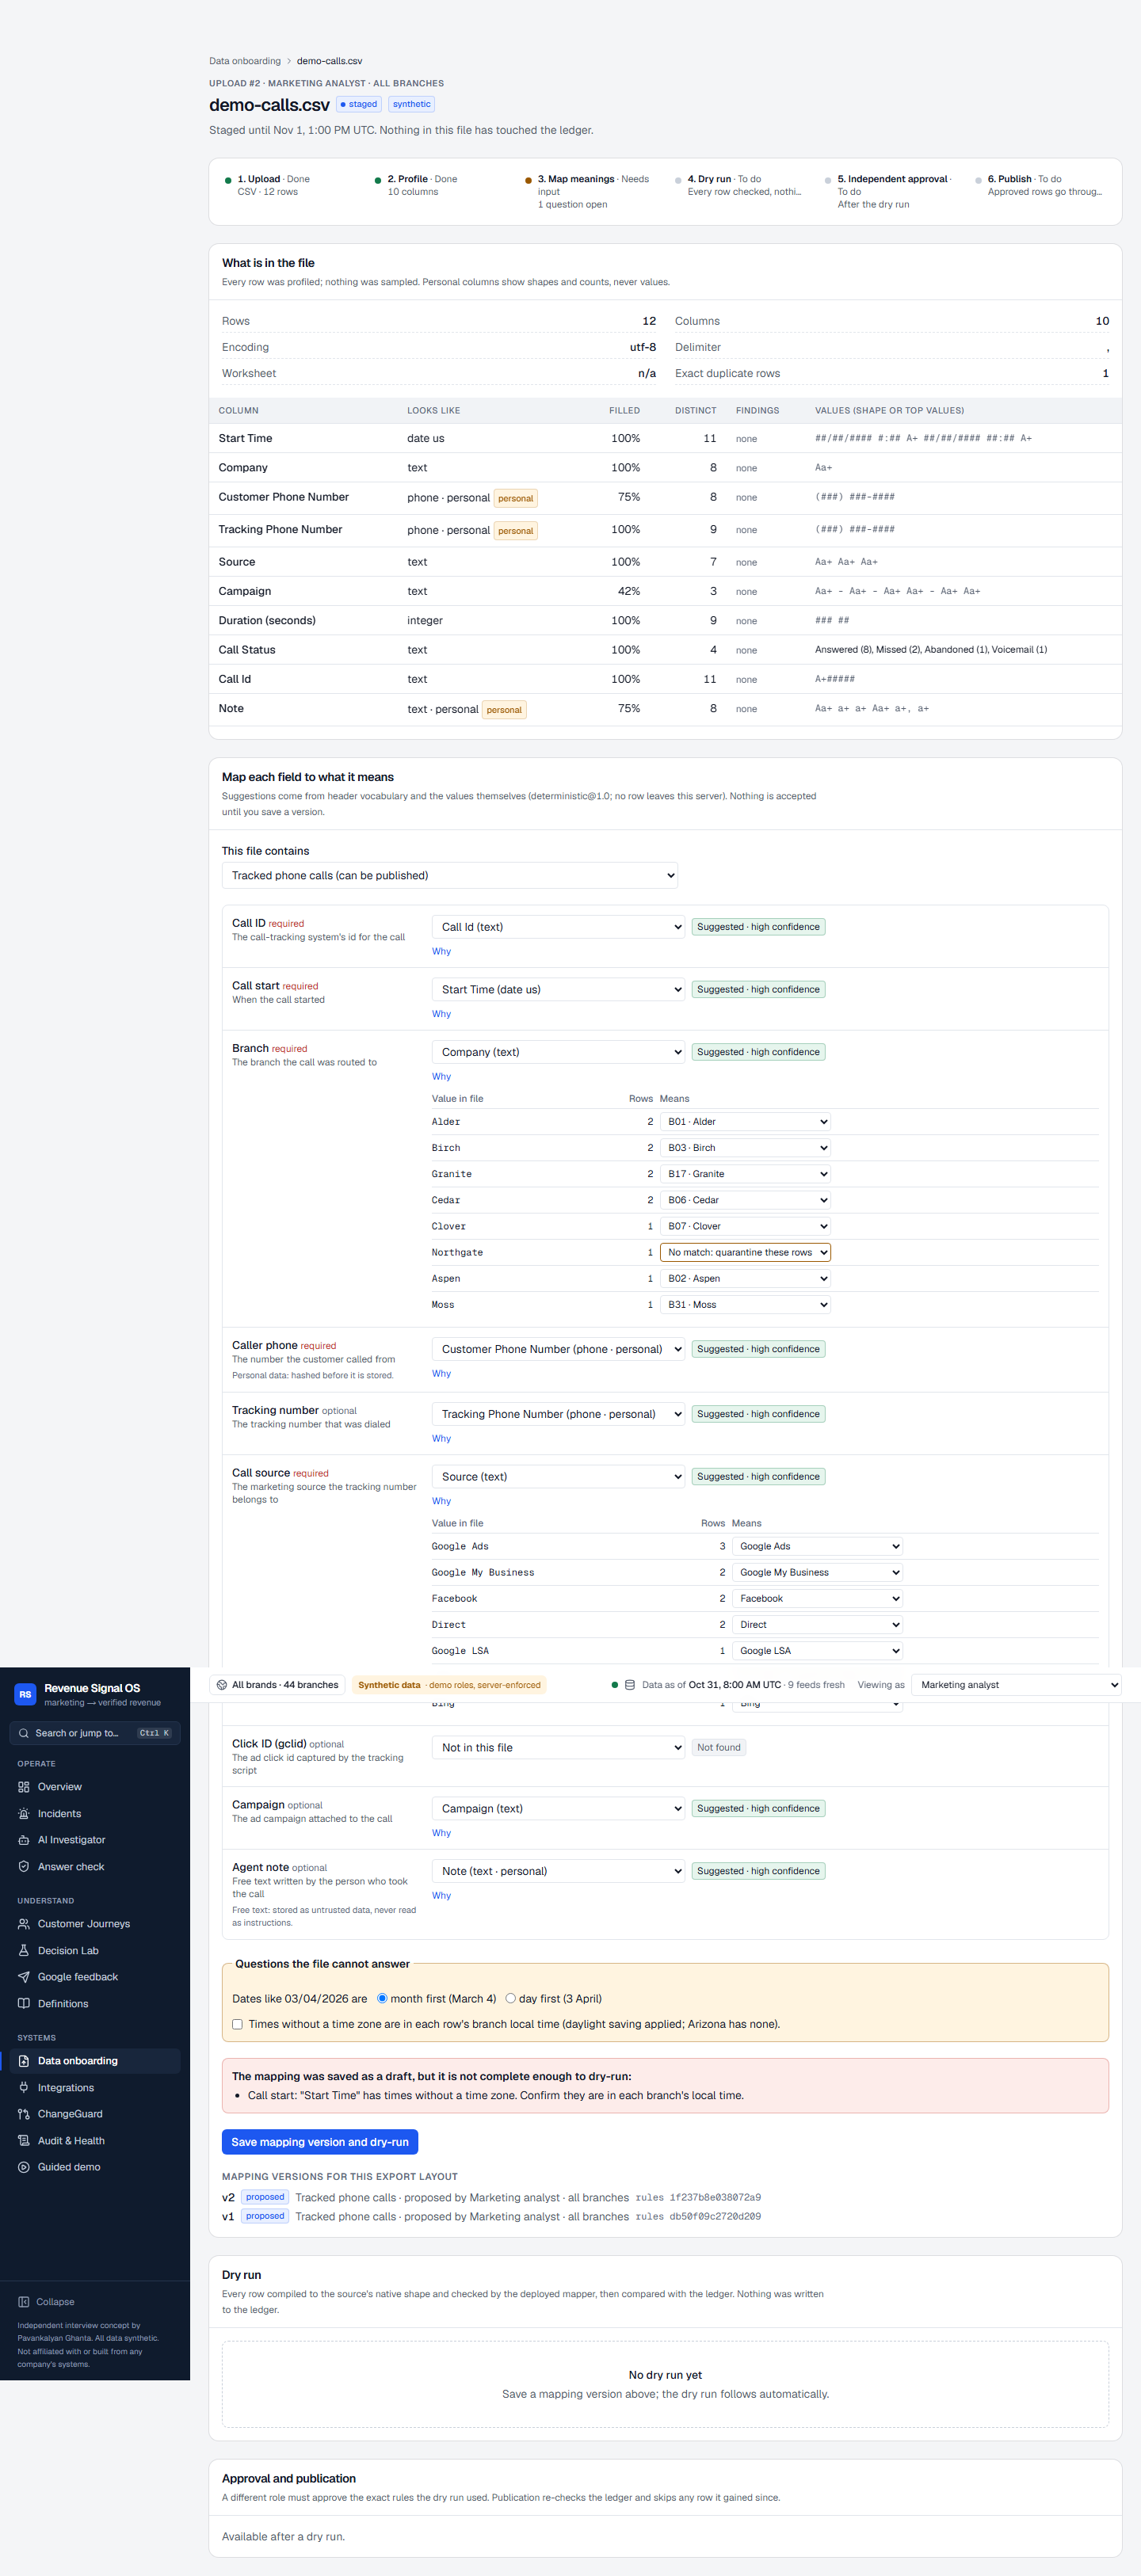 Data onboarding > demo-calls.csv
UPLOAD #2 · MARKETING ANALYST · ALL BRANCHES
demo-calls.csv staged synthetic
Staged until Nov 1, 1:00 PM UTC. Nothing in this file has touched the ledger.
1. Upload · Done
CSV · 12 rows
2. Profile · Done
10 columns
3. Map meanings · Needs
input
1 question open
4. Dry run · To do
Every row checked, nothi...
5. Independent approval ·
To do
After the dry run
6. Publish · To do
Approved rows go throug...
What is in the file
Every row was profiled; nothing was sampled. Personal columns show shapes and counts, never values.
Rows 12 Columns 10
Encoding utf-8 Delimiter ,
Worksheet n/a Exact duplicate rows 1
COLUMN LOOKS LIKE FILLED DISTINCT FINDINGS VALUES (SHAPE OR TOP VALUES)
Start Time date us 100% 11 none ##/##/#### #:## A+ ##/##/#### ##:## A+
Company text 100% 8 none Aa+
Customer Phone Number phone · personal personal 75% 8 none (###) ###-####
Tracking Phone Number phone · personal personal 100% 9 none (###) ###-####
Source text 100% 7 none Aa+ Aa+ Aa+
Campaign text 42% 3 none Aa+ - Aa+ - Aa+ Aa+ - Aa+ Aa+
Duration (seconds) integer 100% 9 none ### ##
Call Status text 100% 4 none Answered (8), Missed (2), Abandoned (1), Voicemail (1)
Call Id text 100% 11 none A+#####
Note text · personal personal 75% 8 none Aa+ a+ a+ Aa+ a+, a+
Map each field to what it means
Suggestions come from header vocabulary and the values themselves (deterministic@1.0; no row leaves this server). Nothing is accepted
until you save a version.
This file contains
Tracked phone calls (can be published)
Call ID required Call Id (text) Suggested · high confidence
The call-tracking system's id for the call
Why
Call start required Start Time (date us) Suggested · high confidence
When the call started
Why
Branch required Company (text) Suggested · high confidence
The branch the call was routed to
Why
Value in file Rows Means
Alder 2 B01 · Alder
Birch 2 B03 · Birch
Granite 2 B17 · Granite
Cedar 2 B06 · Cedar
Clover 1 B07 · Clover
Northgate 1 No match: quarantine these rows
Aspen 1 B02 · Aspen
Moss 1 B31 · Moss
Caller phone required Customer Phone Number (phone · personal) Suggested · high confidence
The number the customer called from
Personal data: hashed before it is stored.
Why
Tracking number optional Tracking Phone Number (phone · personal) Suggested · high confidence
The tracking number that was dialed
Why
Call source required Source (text) Suggested · high confidence
The marketing source the tracking number
belongs to
Why
Value in file Rows Means
Google Ads 3 Google Ads
Google My Business 2 Google My Business
Facebook 2 Facebook
Direct 2 Direct
Google LSA 1 Google LSA
All brands · 44 branches Synthetic data · demo roles, server-enforced Data as of Oct 31, 8:00 AM UTC · 9 feeds fresh Viewing as Marketing analyst
Bing 1 Bing
Click ID (gclid) optional Not in this file Not found
The ad click id captured by the tracking
script
Campaign optional Campaign (text) Suggested · high confidence
The ad campaign attached to the call
Why
Agent note optional Note (text · personal) Suggested · high confidence
Free text written by the person who took
the call
Free text: stored as untrusted data, never read
as instructions.
Why
Questions the file cannot answer
Dates like 03/04/2026 are month first (March 4) day first (3 April)
Times without a time zone are in each row's branch local time (daylight saving applied; Arizona has none).
The mapping was saved as a draft, but it is not complete enough to dry-run:
• Call start: "Start Time" has times without a time zone. Confirm they are in each branch's local time.
Save mapping version and dry-run
MAPPING VERSIONS FOR THIS EXPORT LAYOUT
v2 proposed Tracked phone calls · proposed by Marketing analyst · all branches rules 1f237b8e038072a9
v1 proposed Tracked phone calls · proposed by Marketing analyst · all branches rules db50f09c2720d209
Dry run
Every row compiled to the source's native shape and checked by the deployed mapper, then compared with the ledger. Nothing was written
to the ledger.
No dry run yet
Save a mapping version above; the dry run follows automatically.
Approval and publication
A different role must approve the exact rules the dry run used. Publication re-checks the ledger and skips any row it gained since.
Available after a dry run.
RS Revenue Signal OS
marketing → verified revenue
Search or jump to... Ctrl K
OPERATE
Overview
Incidents
AI Investigator
Answer check
UNDERSTAND
Customer Journeys
Decision Lab
Google feedback
Definitions
SYSTEMS
Data onboarding
Integrations
ChangeGuard
Audit & Health
Guided demo
Collapse
Independent interview concept by
Pavankalyan Ghanta. All data synthetic.
Not affiliated with or built from any
company's systems.